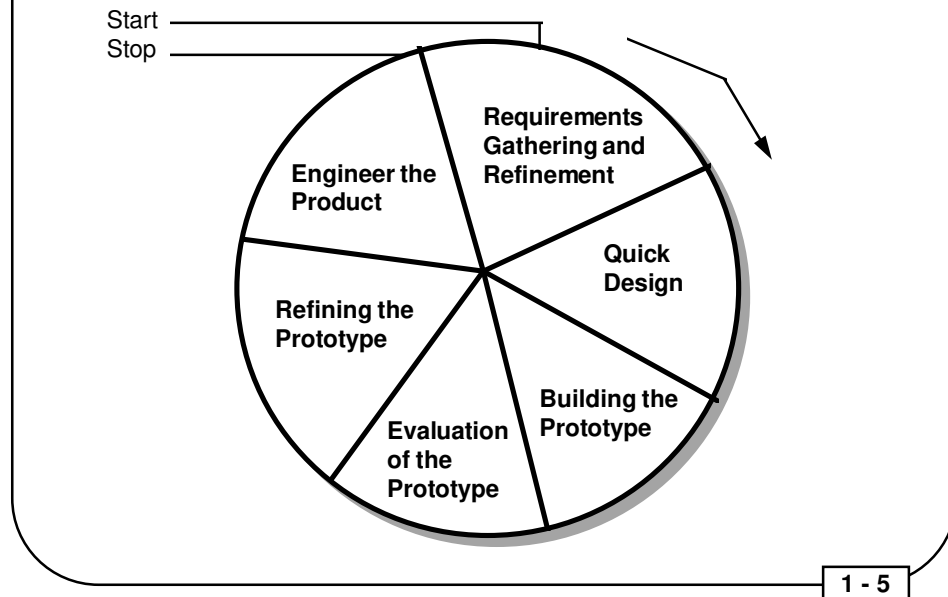 Start
Stop
Requirements
Gathering and
Refinement
Engineer the
Product
Quick
Design
Refining the
Prototype
Building the
Prototype
Evaluation
of the
Prototype
1 - 5